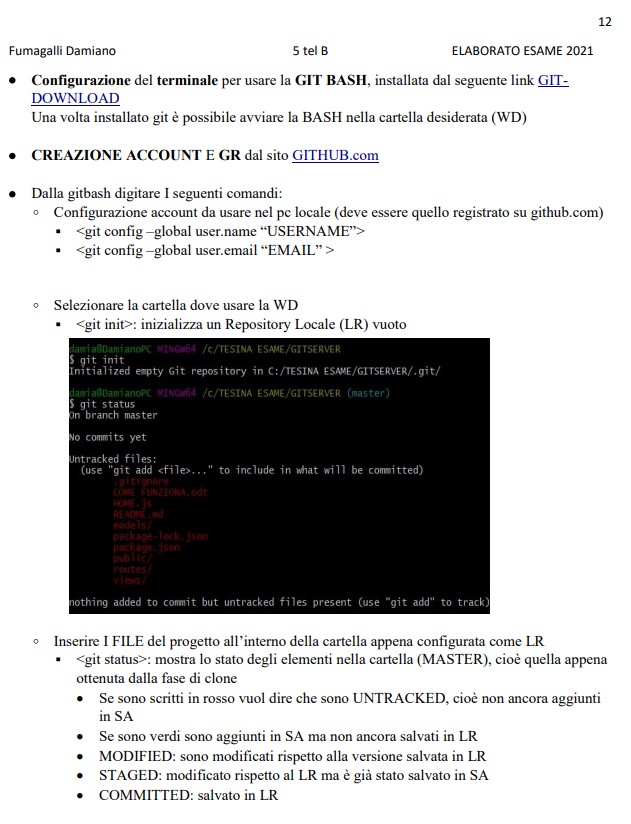 12
Fumagalli Damiano 5 tel B ELABORATO ESAME 2021
● Configurazione del terminale per usare la GIT BASH, installata dal seguente link GIT-
DOWNLOAD
Una volta installato git è possibile avviare la BASH nella cartella desiderata (WD)
● CREAZIONE ACCOUNT E GR dal sito GITHUB.com
● Dalla gitbash digitare I seguenti comandi:
○ Configurazione account da usare nel pc locale (deve essere quello registrato su github.com)
▪ <git config –global user.name “USERNAME”>
▪ <git config –global user.email “EMAIL” >
○ Selezionare la cartella dove usare la WD
▪ <git init>: inizializza un Repository Locale (LR) vuoto
damia@DamianoPC MINGW64 /c/TESINA ESAME/GITSERVER
$ git init
Initialized empty Git repository in C:/TESINA ESAME/GITSERVER/.git/
damia@DamianoPC MINGW64 /c/TESINA ESAME/GITSERVER (master)
$ git status
On branch master
No commits yet
Untracked files:
(use "git add <file>..." to include in what will be committed)
.gitignore
COME FUNZIONA.odt
HOME.js
README.md
models/
package-lock.json
package.json
public/
routes/
views/
nothing added to commit but untracked files present (use "git add" to track)
○ Inserire I FILE del progetto all’interno della cartella appena configurata come LR
▪ <git status>: mostra lo stato degli elementi nella cartella (MASTER), cioè quella appena
ottenuta dalla fase di clone
• Se sono scritti in rosso vuol dire che sono UNTRACKED, cioè non ancora aggiunti
in SA
• Se sono verdi sono aggiunti in SA ma non ancora salvati in LR
• MODIFIED: sono modificati rispetto alla versione salvata in LR
• STAGED: modificato rispetto al LR ma è già stato salvato in SA
• COMMITTED: salvato in LR